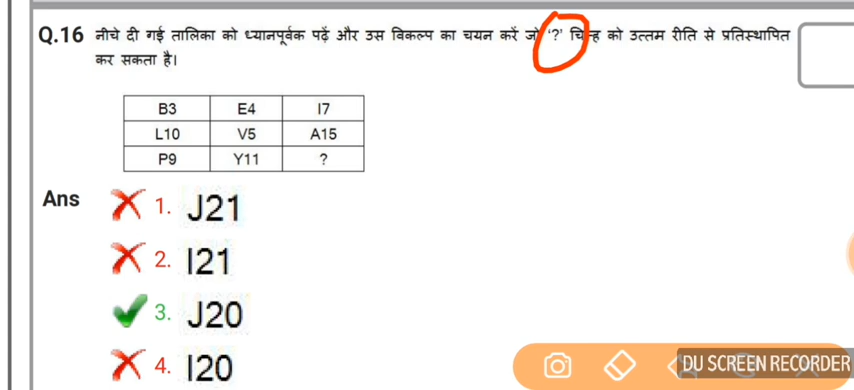 Q.16 नीचे दी गई तालिका को ध्यानपूर्वक पढ़ें और उस विकल्प का चयन करें जो '?' चिन्ह को उत्तम रीति से प्रतिस्थापित
कर सकता है।
B3 E4 I7
L10 V5 A15
P9 Y11 ?
Ans 1. J21
2. I21
3. J20
4. I20
DU SCREEN RECORDER